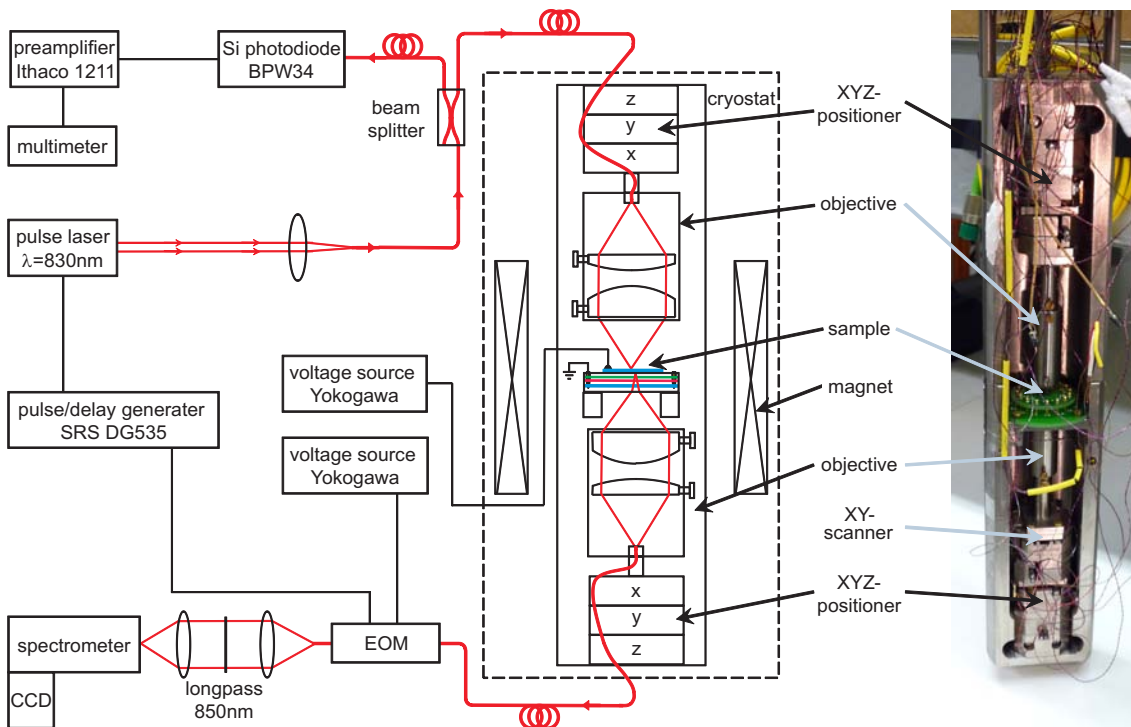 preamplifier
Ithaco 1211
Si photodiode
BPW34
beam
splitter
multimeter
pulse laser
λ=830nm
pulse/delay generater
SRS DG535
voltage source
Yokogawa
voltage source
Yokogawa
spectrometer
CCD
longpass
850nm
EOM
cryostat
z
y
x
x
y
z
XYZ-
positioner
objective
sample
magnet
objective
XY-
scanner
XYZ-
positioner